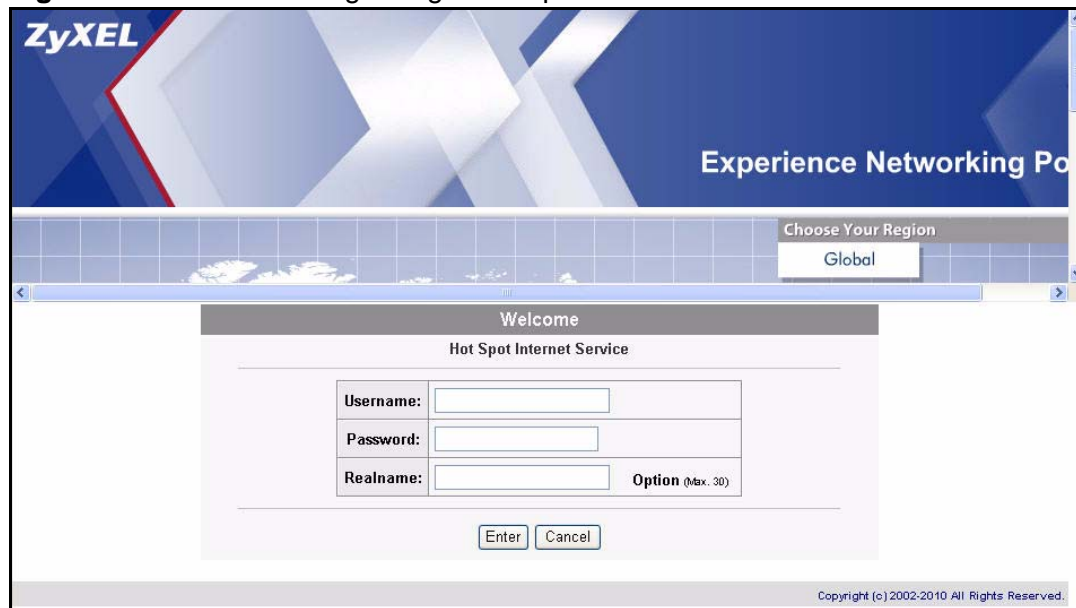 ZyXEL
Experience Networking Po
Choose Your Region
Global
Welcome
Hot Spot Internet Service
Username:
Password:
Realname:
Option (Max. 30)
Enter
Cancel
Copyright (c) 2002-2010 All Rights Reserved.